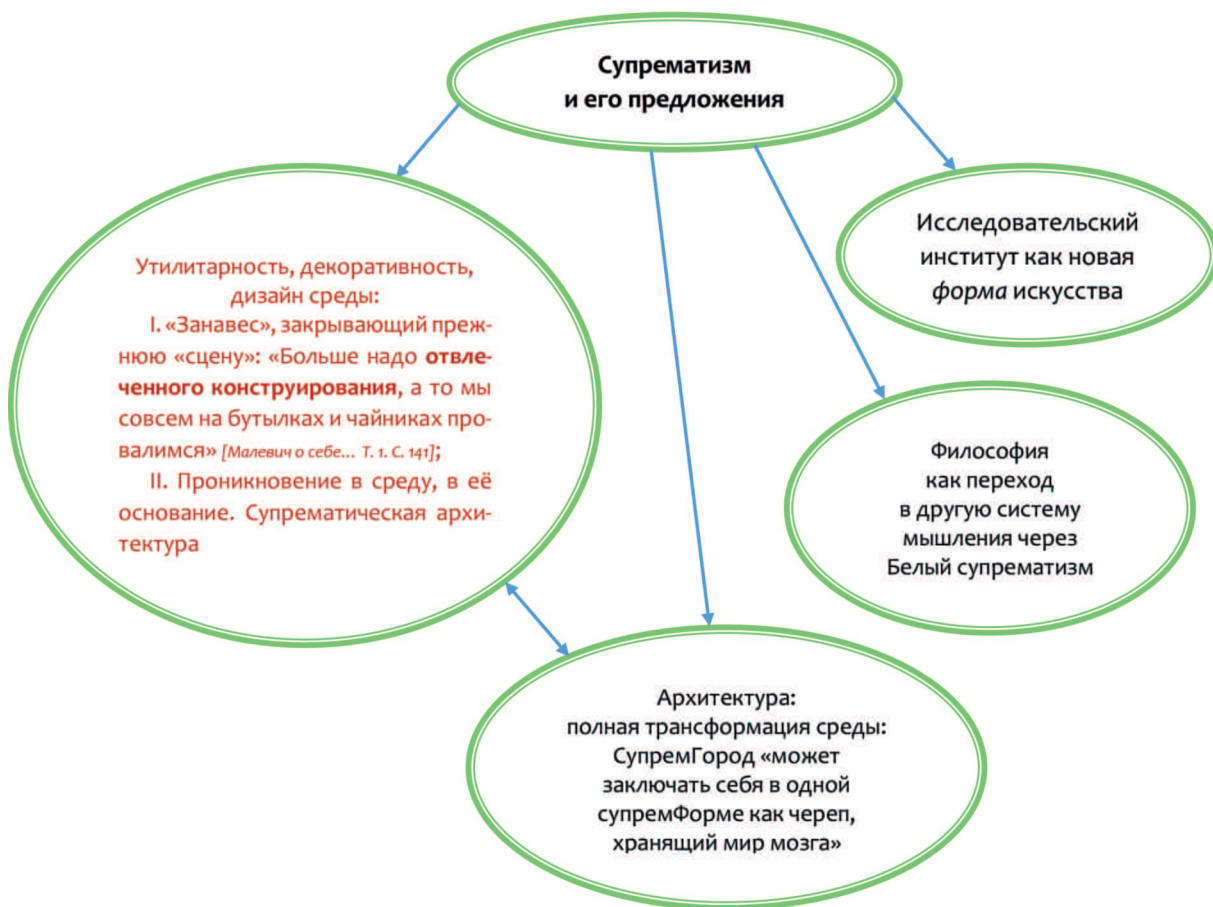 Супрематизм
и его предложения
Утилитарность, декоративность,
дизайн среды:
I. «Занавес», закрывающий преж-
нюю «сцену»: «Больше надо отвле-
ченного конструирования, а то мы
совсем на бутылках и чайниках про-
валимся» [Малевич о себе... Т. 1. С. 141];
II. Проникновение в среду, в её
основание. Супрематическая архи-
тектура
Исследовательский
институт как новая
форма искусства
Философия
как переход
в другую систему
мышления через
Белый супрематизм
Архитектура:
полная трансформация среды:
СупремГород «может
заключать себя в одной
супремФорме как череп,
хранящий мир мозга»